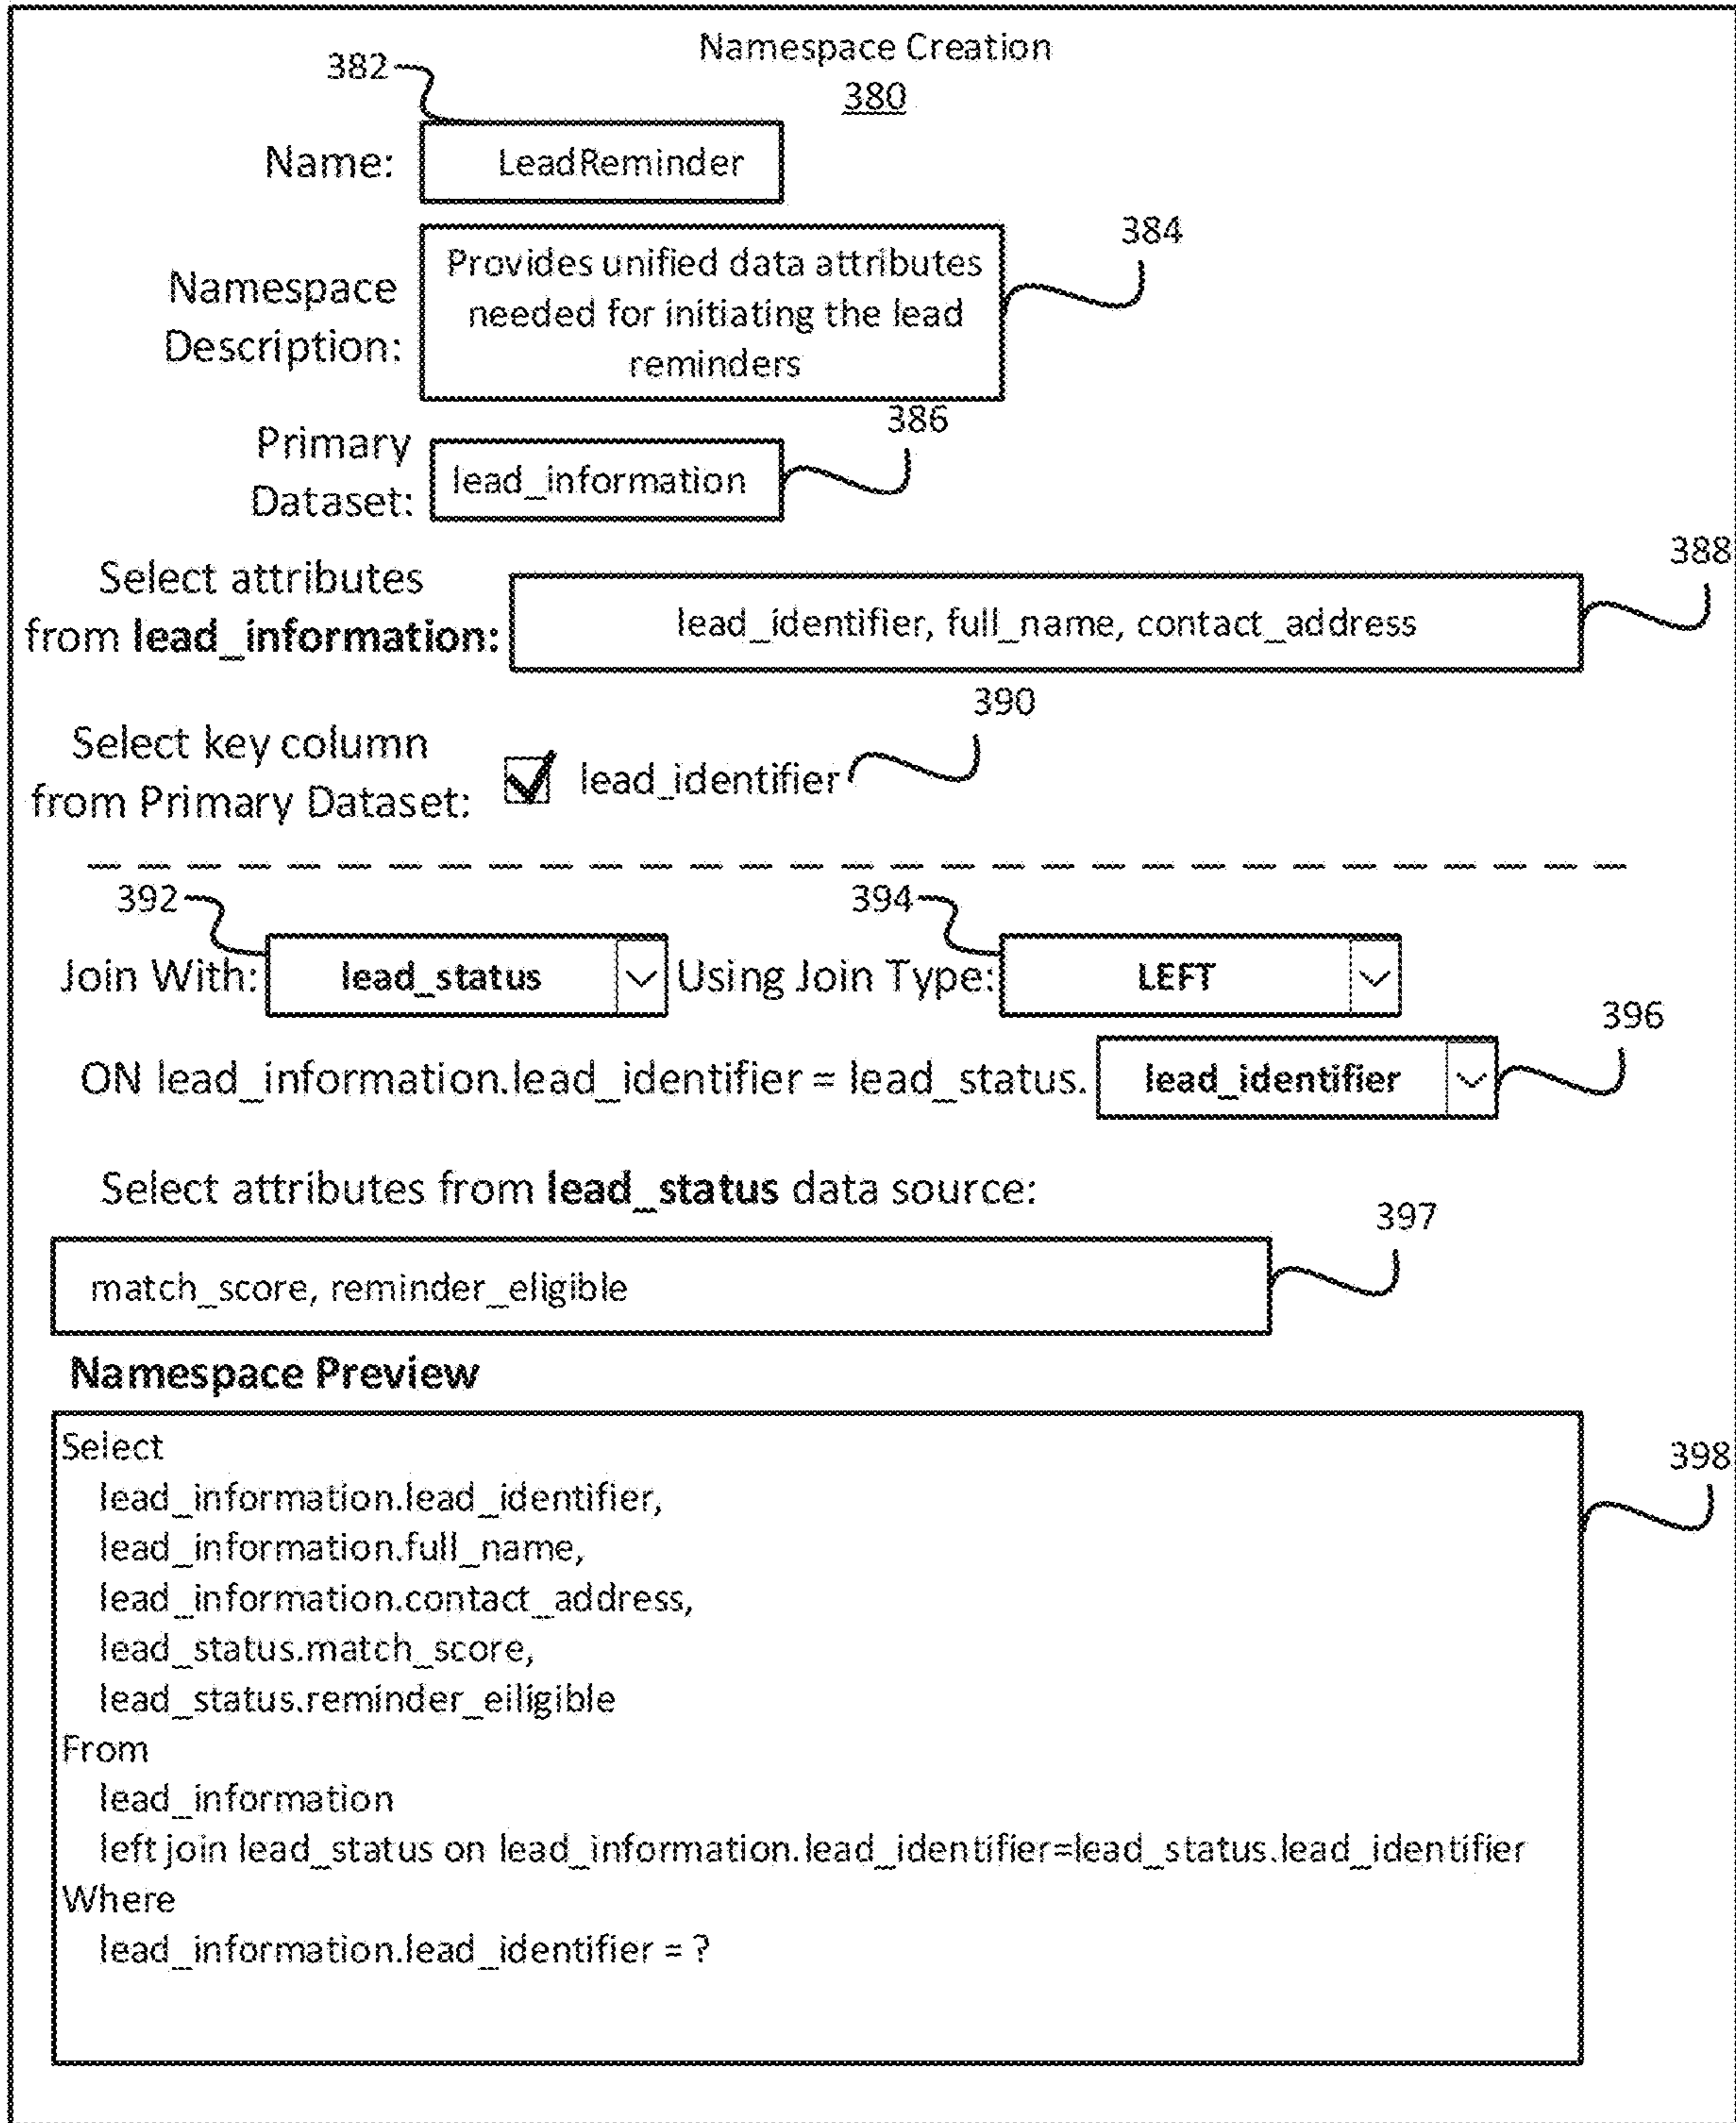 Namespace Creation
380
382
Name: LeadReminder
384
Namespace Description: Provides unified data attributes
needed for initiating the lead
reminders
386
Primary Dataset: lead_information
388
Select attributes
from lead_information: lead_identifier, full_name, contact_address
390
Select key column
from Primary Dataset: lead_identifier
392
394
Join With: lead_status Using Join Type: LEFT
396
ON lead_information.lead_identifier = lead_status. lead_identifier
Select attributes from lead_status data source:
397
match_score, reminder_eligible
Namespace Preview
398
Select
lead_information.lead_identifier,
lead_information.full_name,
lead_information.contact_address,
lead_status.match_score,
lead_status.reminder_eiligible
From
lead_information
left join lead_status on lead_information.lead_identifier=lead_status.lead_identifier
Where
lead_information.lead_identifier = ?